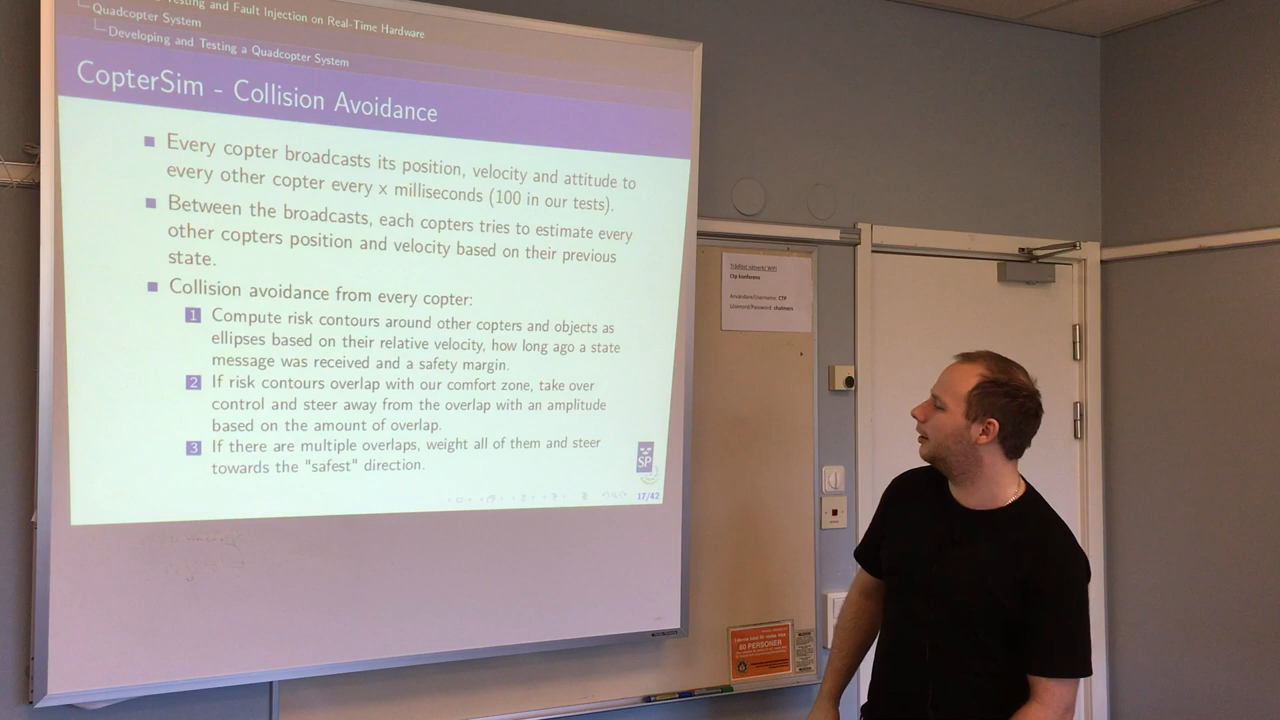 Testing and Fault Injection on Real-Time Hardware
Quadcopter System
Developing and Testing a Quadcopter System
CopterSim - Collision Avoidance
Every copter broadcasts its position, velocity and attitude to
every other copter every x milliseconds (100 in our tests).
Between the broadcasts, each copters tries to estimate every
other copters position and velocity based on their previous
state.
Collision avoidance from every copter:
1 Compute risk contours around other copters and objects as
ellipses based on their relative velocity, how long ago a state
message was received and a safety margin.
2 If risk contours overlap with our comfort zone, take over
control and steer away from the overlap with an amplitude
based on the amount of overlap.
3 If there are multiple overlaps, weight all of them and steer
towards the "safest" direction.
SP
17/42
Trådlöst nätverk/ WIFI
Ctp konferens
Användare/Username: CTP
Lösenord/Password: chalmers
60 PERSONER